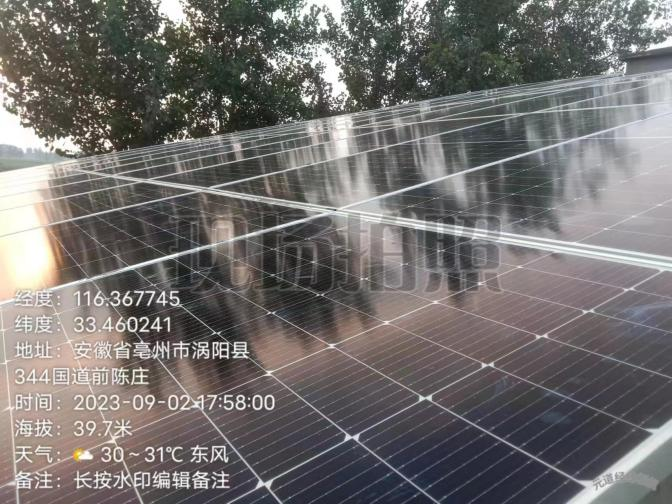 现场拍照
经度：116.367745
纬度：33.460241
地址：安徽省亳州市涡阳县
344国道前陈庄
时间：2023-09-02 17:58:00
海拔：39.7米
天气：⛅ 30～31℃ 东风
备注：长按水印编辑备注
元道经